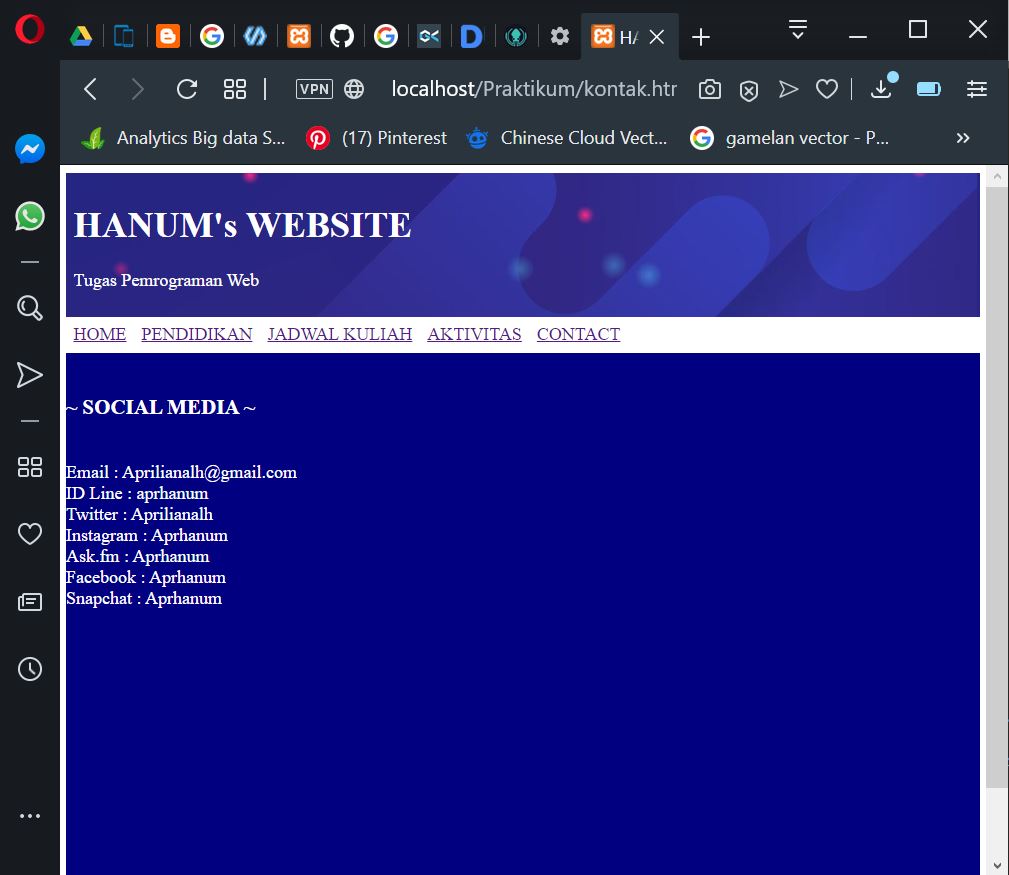 HA
VPN
localhost/Praktikum/kontak.htr
Analytics Big data S...
(17) Pinterest
Chinese Cloud Vect...
gamelan vector - P...
HANUM's WEBSITE
Tugas Pemrograman Web
HOME PENDIDIKAN JADWAL KULIAH AKTIVITAS CONTACT
~ SOCIAL MEDIA ~
Email : Aprilianalh@gmail.com
ID Line : aprhanum
Twitter : Aprilianalh
Instagram : Aprhanum
Ask.fm : Aprhanum
Facebook : Aprhanum
Snapchat : Aprhanum